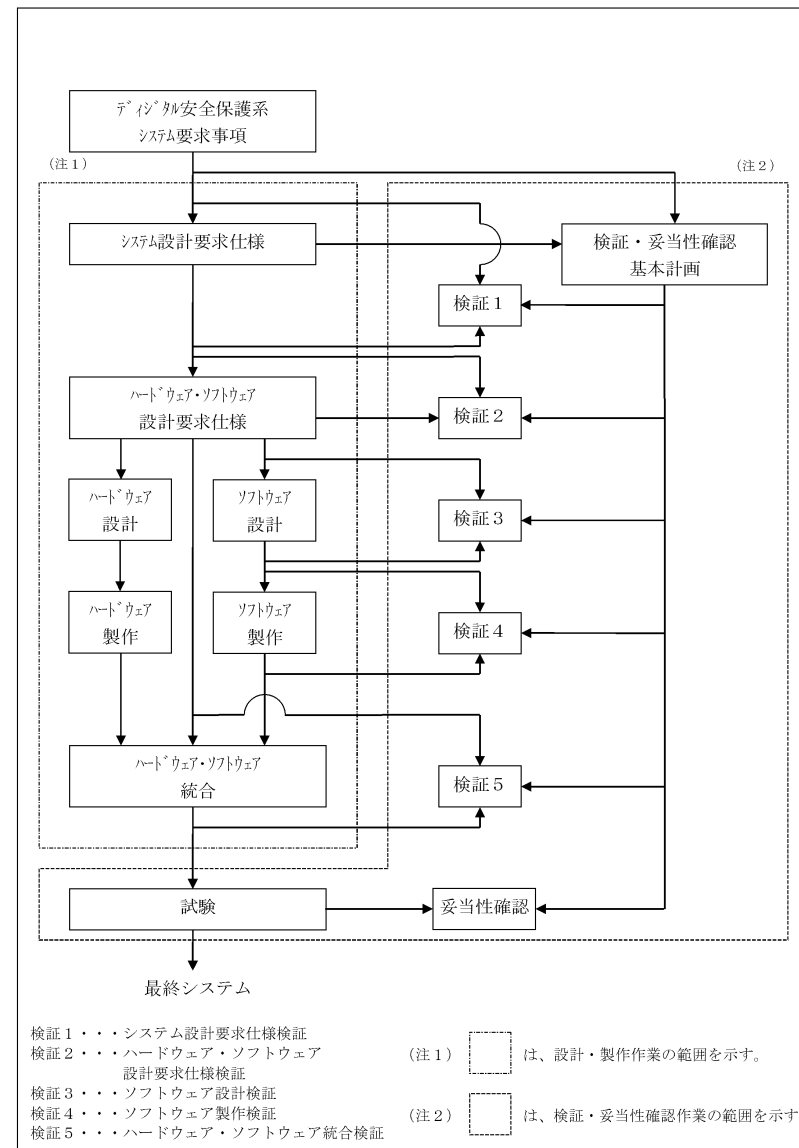 ディジタル安全保護系
システム要求事項
(注1)
(注2)
システム設計要求仕様
検証・妥当性確認
基本計画
検証1
ハードウェア・ソフトウェア
設計要求仕様
検証2
ハードウェア
設計
ソフトウェア
設計
検証3
ハードウェア
製作
ソフトウェア
製作
検証4
ハードウェア・ソフトウェア
統合
検証5
試験
妥当性確認
最終システム
検証1・・・システム設計要求仕様検証
検証2・・・ハードウェア・ソフトウェア
設計要求仕様検証
検証3・・・ソフトウェア設計検証
検証4・・・ソフトウェア製作検証
検証5・・・ハードウェア・ソフトウェア統合検証
(注1) は、設計・製作作業の範囲を示す。
(注2) は、検証・妥当性確認作業の範囲を示す